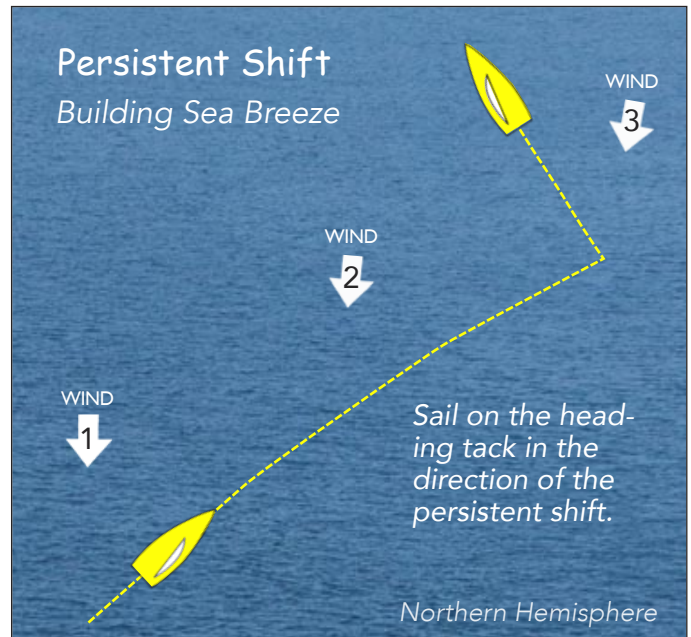 Persistent Shift
Building Sea Breeze
WIND
3
WIND
2
WIND
1
Sail on the head-
ing tack in the
direction of the
persistent shift.
Northern Hemisphere